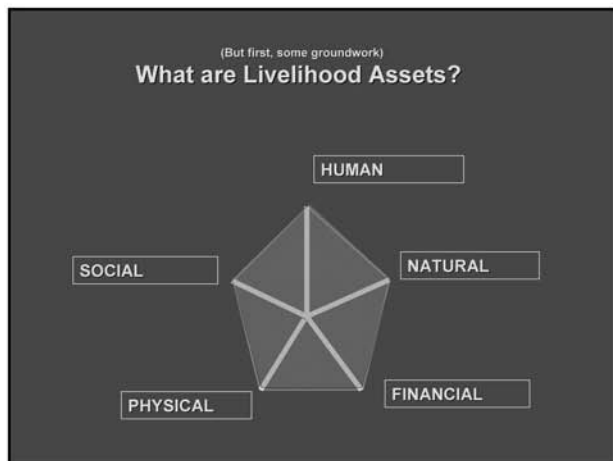 (But first, some groundwork)
What are Livelihood Assets?
HUMAN
SOCIAL
NATURAL
PHYSICAL
FINANCIAL